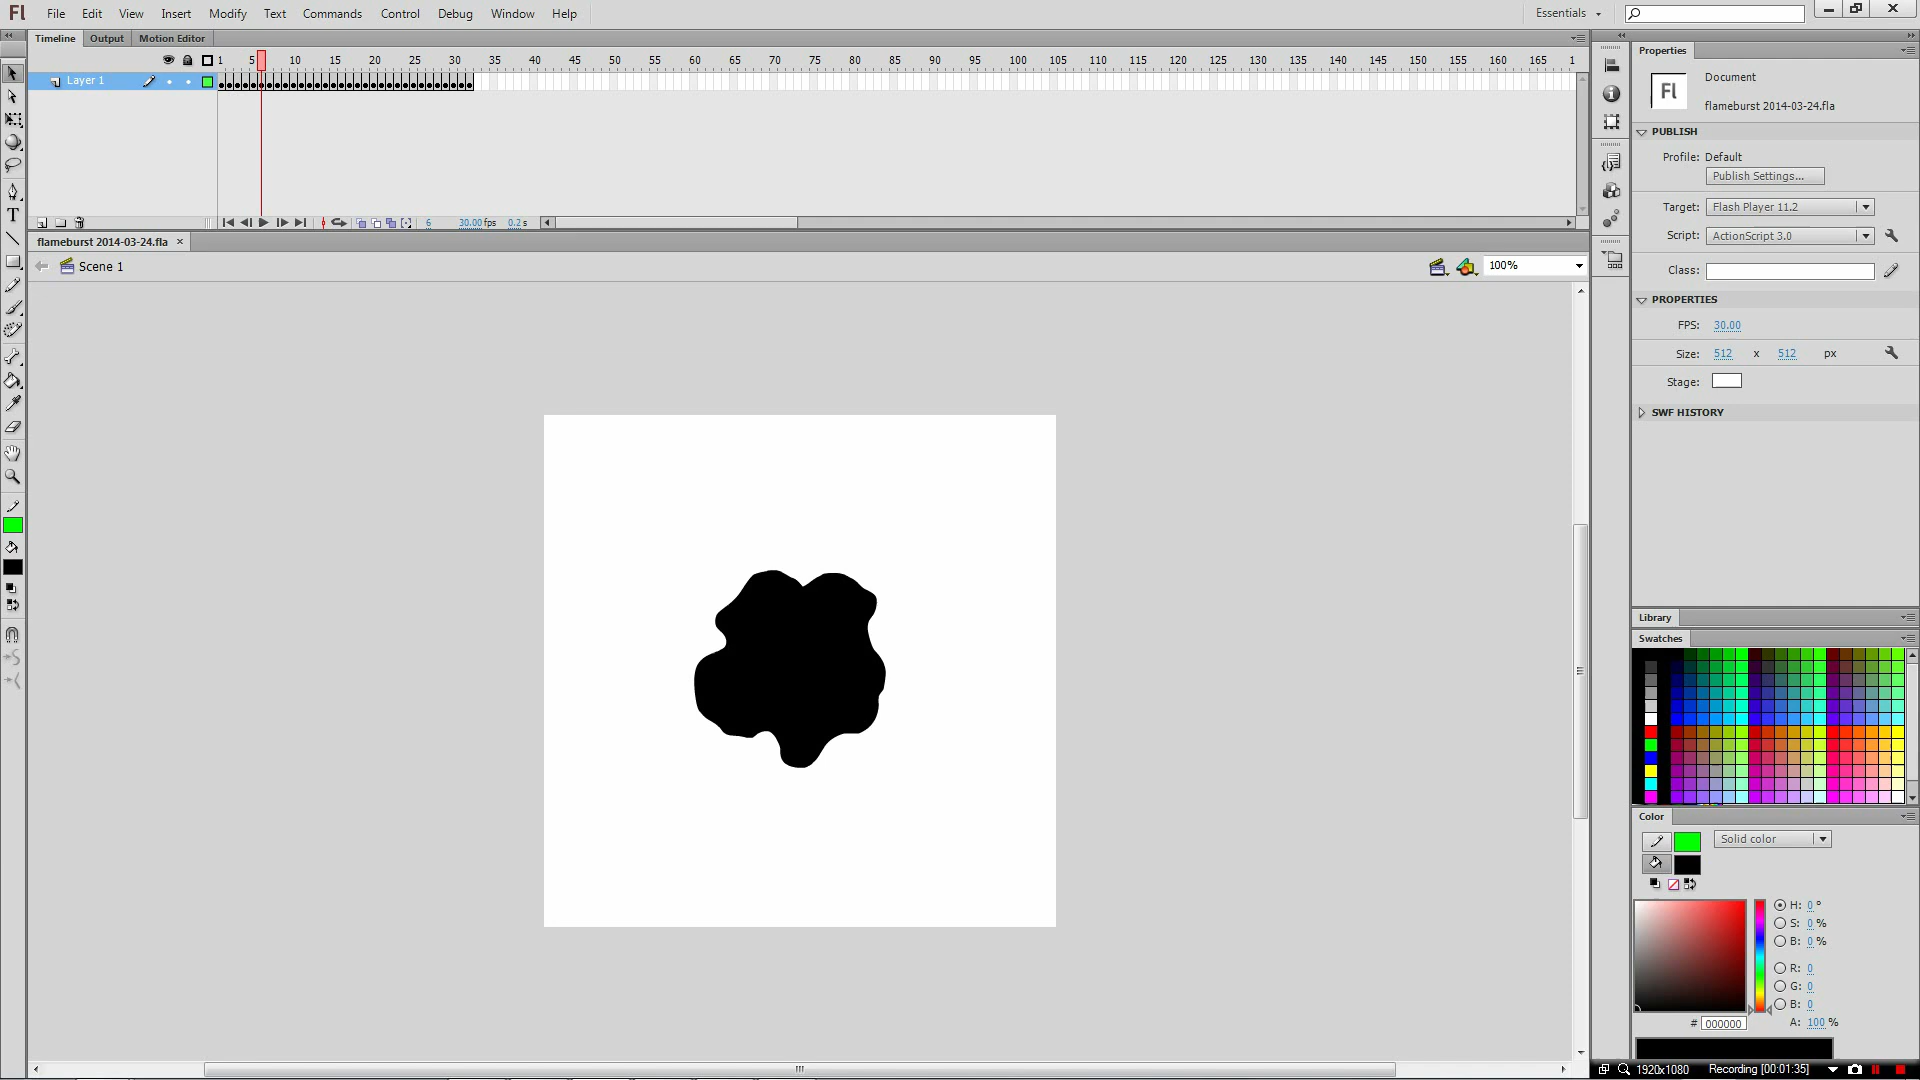 Fl File Edit View Insert Modify Text Commands Control Debug Window Help Essentials
Timeline Output Motion Editor
1 5 10 15 20 25 30 35 40 45 50 55 60 65 70 75 80 85 90 95 100 105 110 115 120 125 130 135 140 145 150 155 160 165 1
Layer 1
6 30.00 fps 0.2 s
flameburst 2014-03-24.fla ×
Scene 1
100%
Properties
Fl
Document
flameburst 2014-03-24.fla
PUBLISH
Profile: Default
Publish Settings...
Target: Flash Player 11.2
Script: ActionScript 3.0
Class:
PROPERTIES
FPS: 30.00
Size: 512 x 512 px
Stage:
SWF HISTORY
Library
Swatches
Color
Solid color
H: 0 °
S: 0 %
B: 0 %
R: 0
G: 0
B: 0
# 000000 A: 100 %
T
1920x1080 Recording [00:01:35]